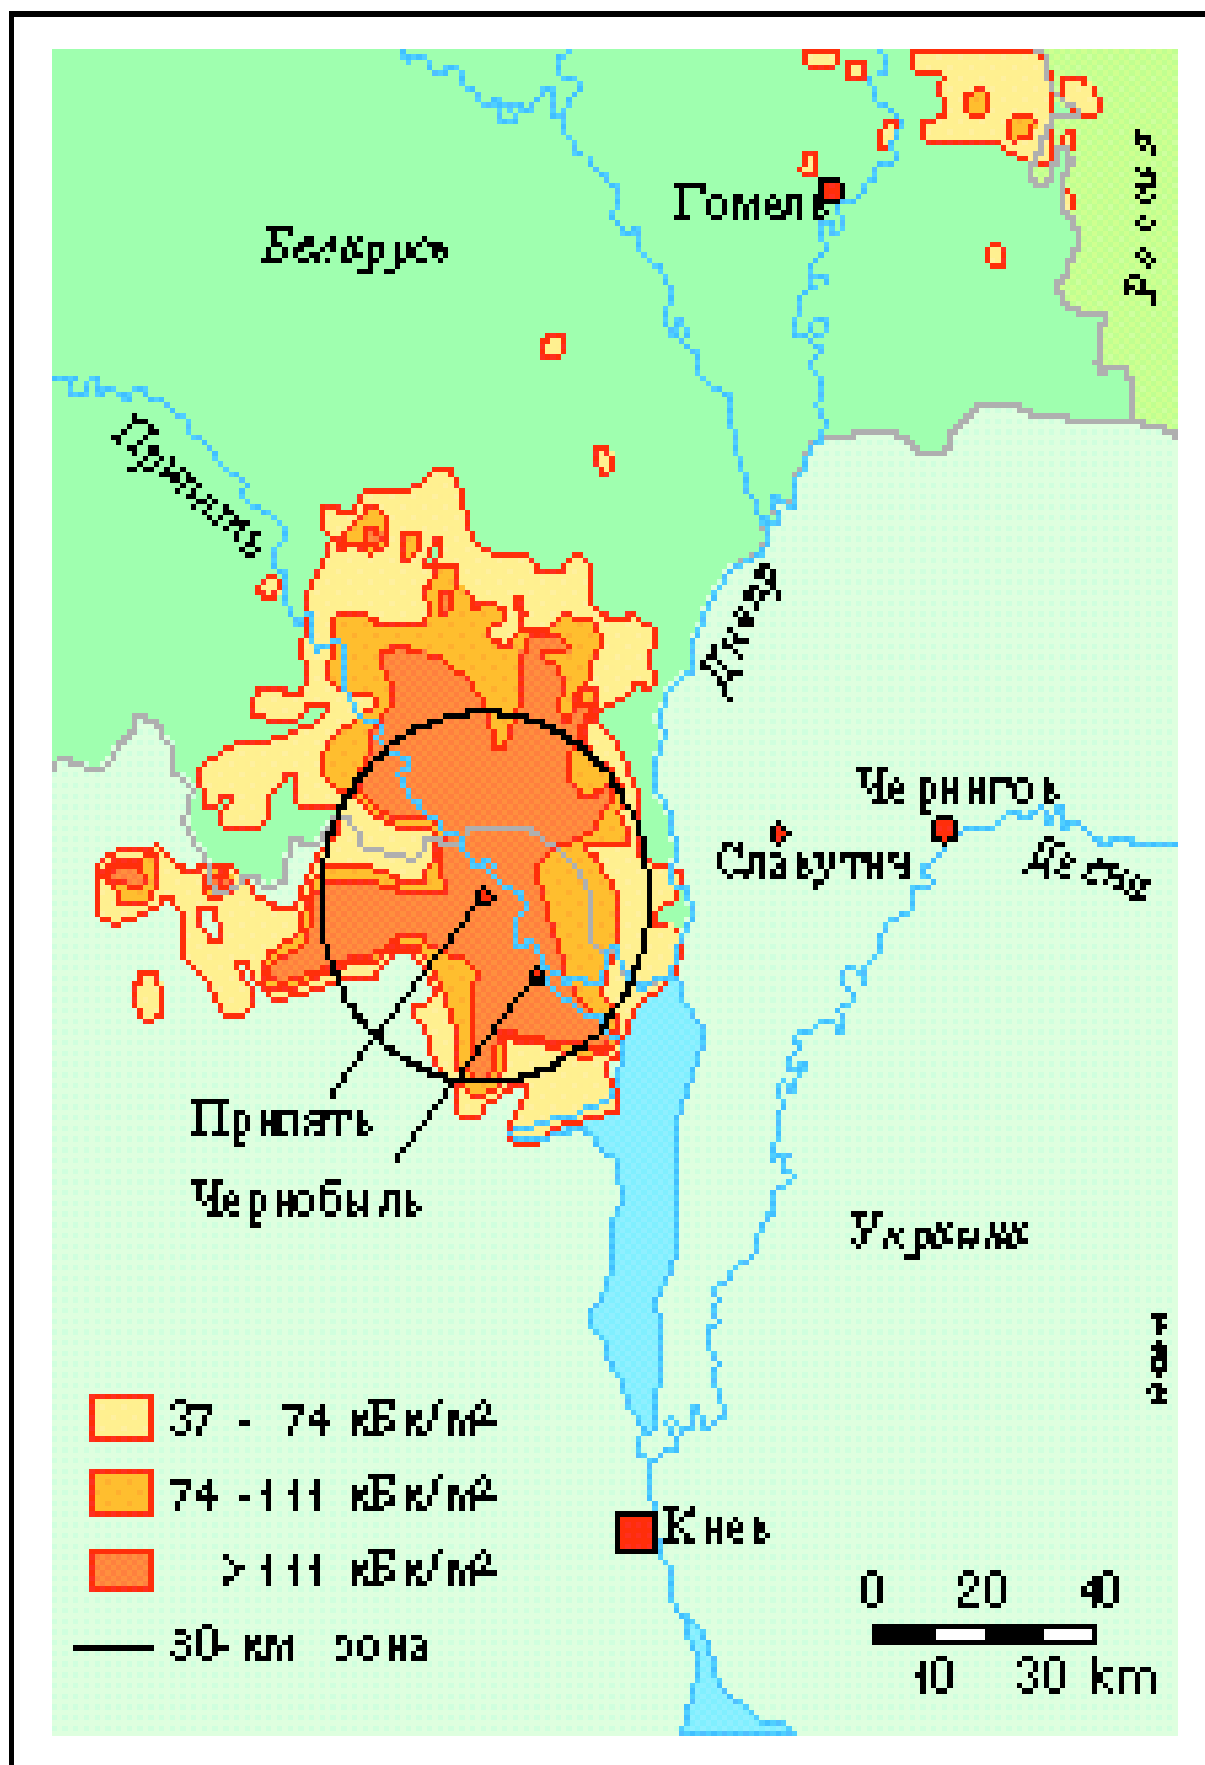 Гомель
Беларусь
Россия
Припять
Днепр
Чернигов
Славутич
Десна
Припять
Чернобыль
Украина
37 - 74 кБк/м²
74 - 111 кБк/м²
>111 кБк/м²
Киев
0 20 40
30-км зона
10 30 km